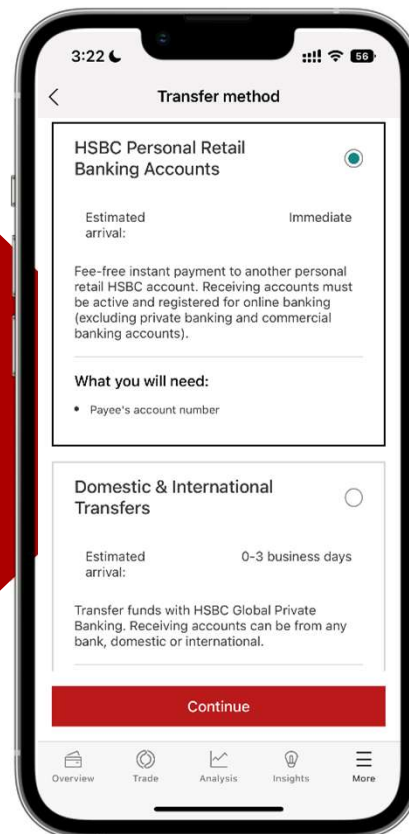 3:22
56
Transfer method
HSBC Personal Retail
Banking Accounts
Estimated
arrival:
Immediate
Fee-free instant payment to another personal
retail HSBC account. Receiving accounts must
be active and registered for online banking
(excluding private banking and commercial
banking accounts).
What you will need:
• Payee's account number
Domestic & International
Transfers
Estimated
arrival:
0-3 business days
Transfer funds with HSBC Global Private
Banking. Receiving accounts can be from any
bank, domestic or international.
Continue
Overview
Trade
Analysis
Insights
More